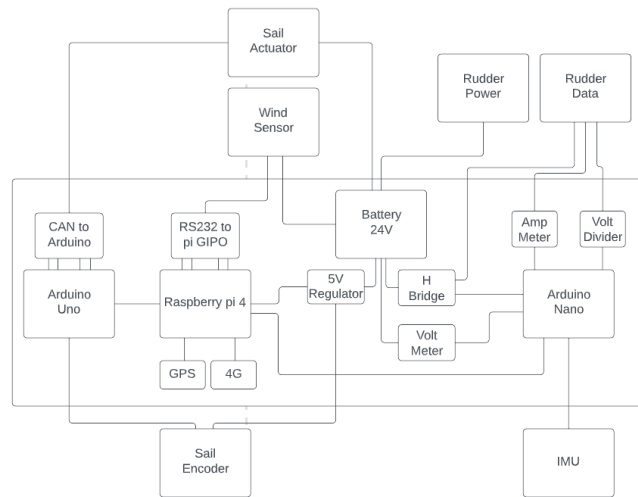 Sail
Actuator
Rudder
Power
Rudder
Data
Wind
Sensor
CAN to
Arduino
RS232 to
pi GIPO
Battery
24V
Amp
Meter
Volt
Divider
Arduino
Uno
Raspberry pi 4
5V
Regulator
H
Bridge
Arduino
Nano
Volt
Meter
GPS
4G
Sail
Encoder
IMU